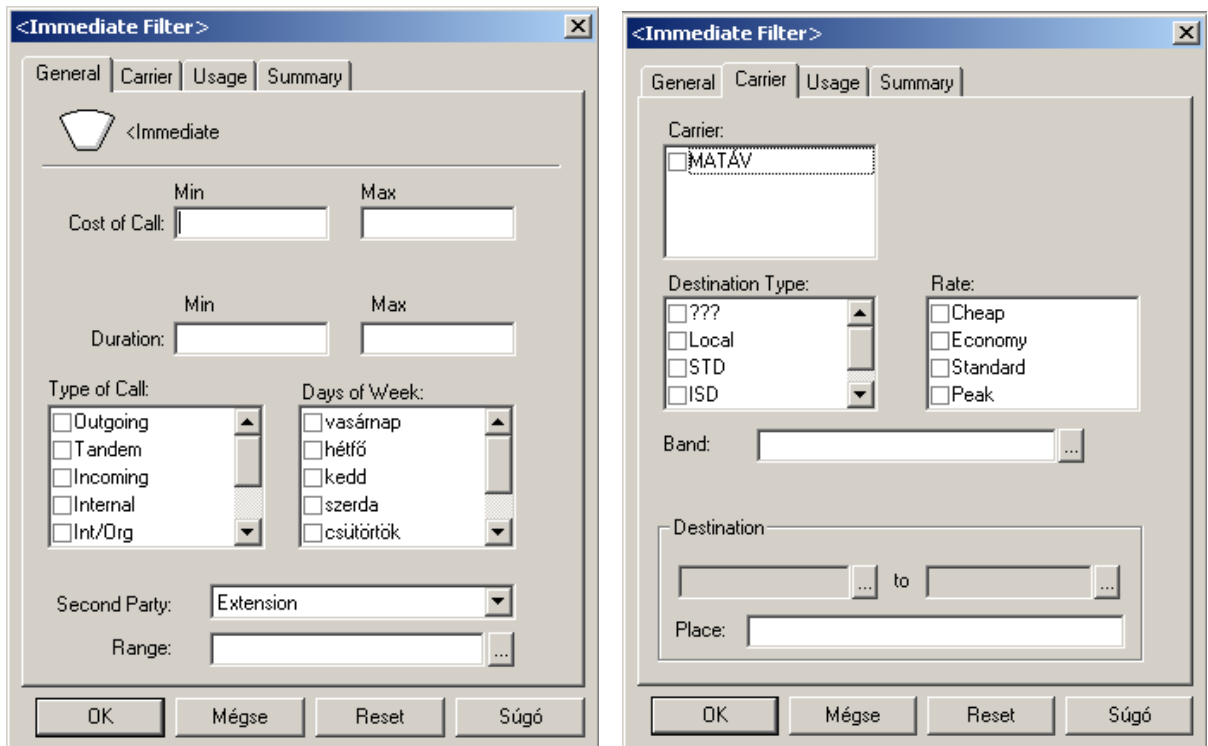 <Immediate Filter>
General Carrier Usage Summary
<Immediate
Min Max
Cost of Call:
Min Max
Duration:
Type of Call:
Outgoing
Tandem
Incoming
Internal
Int/Org
Days of Week:
vasárnap
hétfő
kedd
szerda
csütörtök
Second Party: Extension
Range: ...
OK Mégse Reset Súgó
<Immediate Filter>
General Carrier Usage Summary
Carrier:
MATÁV
Destination Type:
???
Local
STD
ISD
Rate:
Cheap
Economy
Standard
Peak
Band: ...
Destination
... to ...
Place:
OK Mégse Reset Súgó